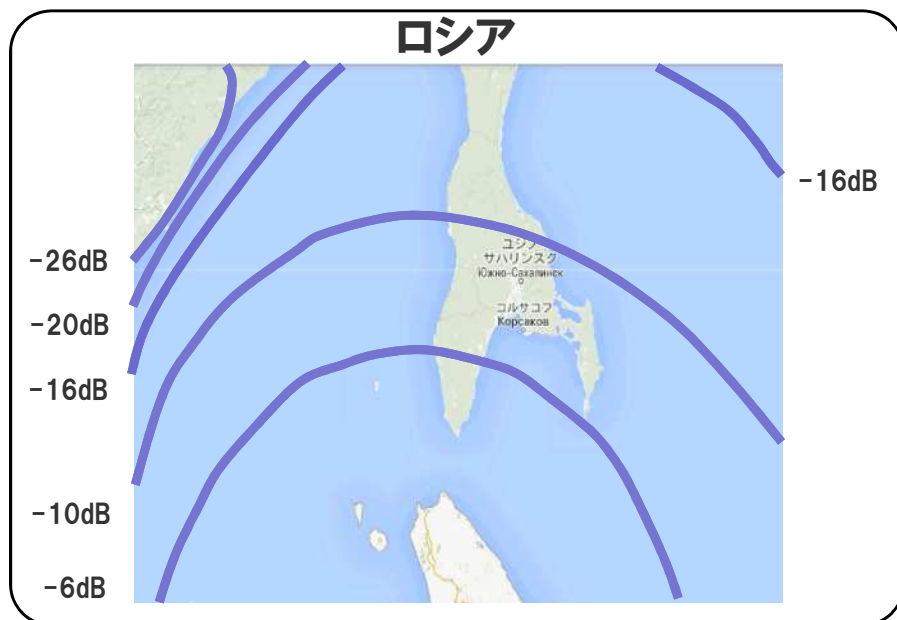 ロシア
-16dB
ユジノ
サハリンスク
Южно-Сахалинск
コルサコフ
Корсаков
-26dB
-20dB
-16dB
-10dB
-6dB